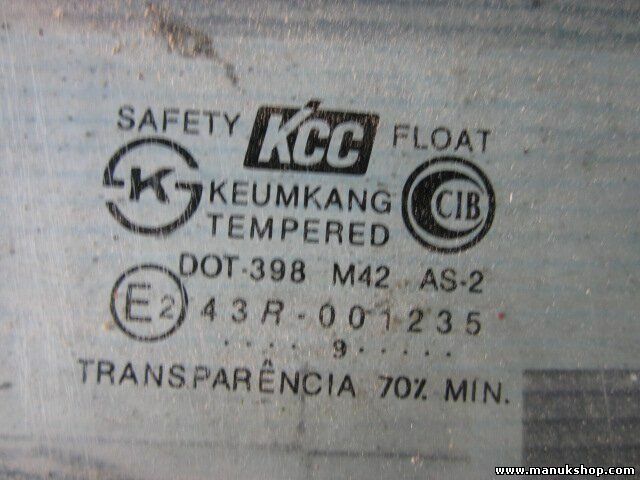 SAFETY KCC FLOAT
K KEUMKANG CIB
TEMPERED
DOT-398 M42 AS-2
E2 43R-001235
.... 9.....
TRANSPARÊNCIA 70% MIN.
www.manukshop.com